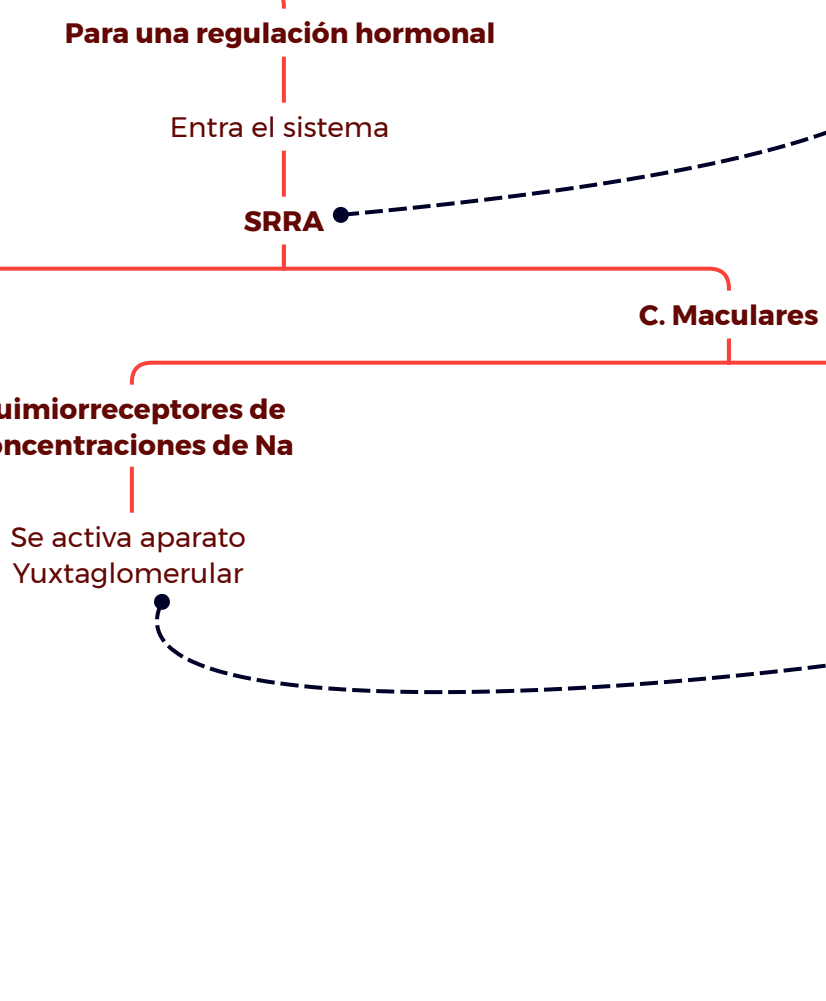 Para una regulación hormonal
Entra el sistema
SRRA
C. Maculares
uimiorreceptores de
oncentraciones de Na
Se activa aparato
Yuxtaglomerular